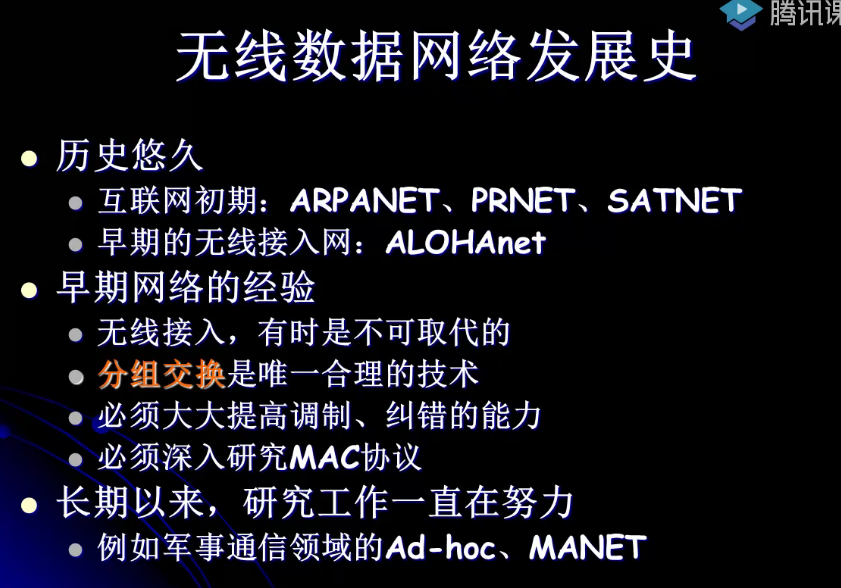 腾讯课
无线数据网络发展史
历史悠久
互联网初期：ARPANET、PRNET、SATNET
早期的无线接入网：ALOHAnet
早期网络的经验
无线接入，有时是不可取代的
分组交换是唯一合理的技术
必须大大提高调制、纠错的能力
必须深入研究MAC协议
长期以来，研究工作一直在努力
例如军事通信领域的Ad-hoc、MANET